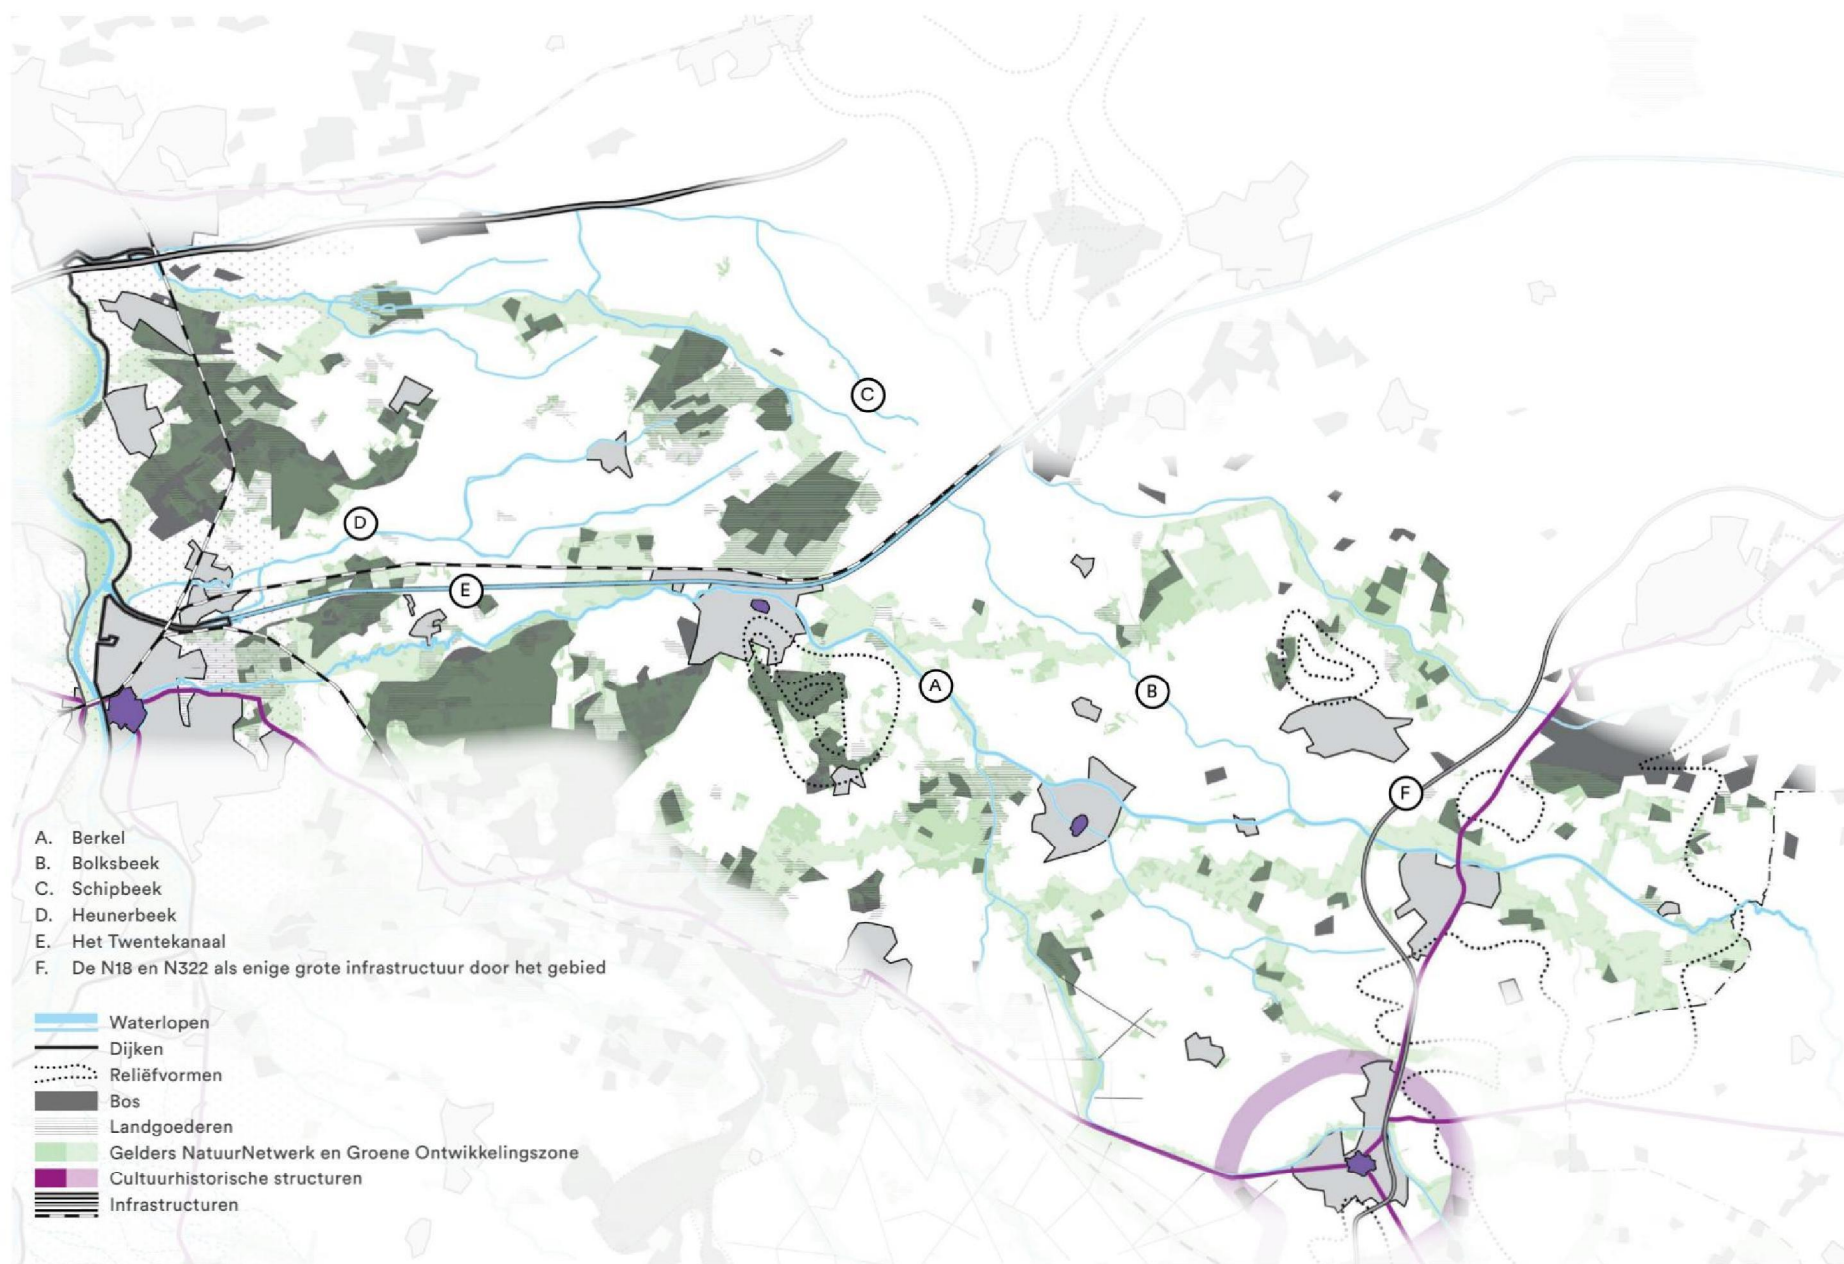 C
D
E
A
B
F
A. Berkel
B. Bolksbeek
C. Schipbeek
D. Heunerbeek
E. Het Twentekanaal
F. De N18 en N322 als enige grote infrastructuur door het gebied
Waterlopen
Dijken
Reliëfvormen
Bos
Landgoederen
Gelders NatuurNetwerk en Groene Ontwikkelingszone
Cultuurhistorische structuren
Infrastructuren